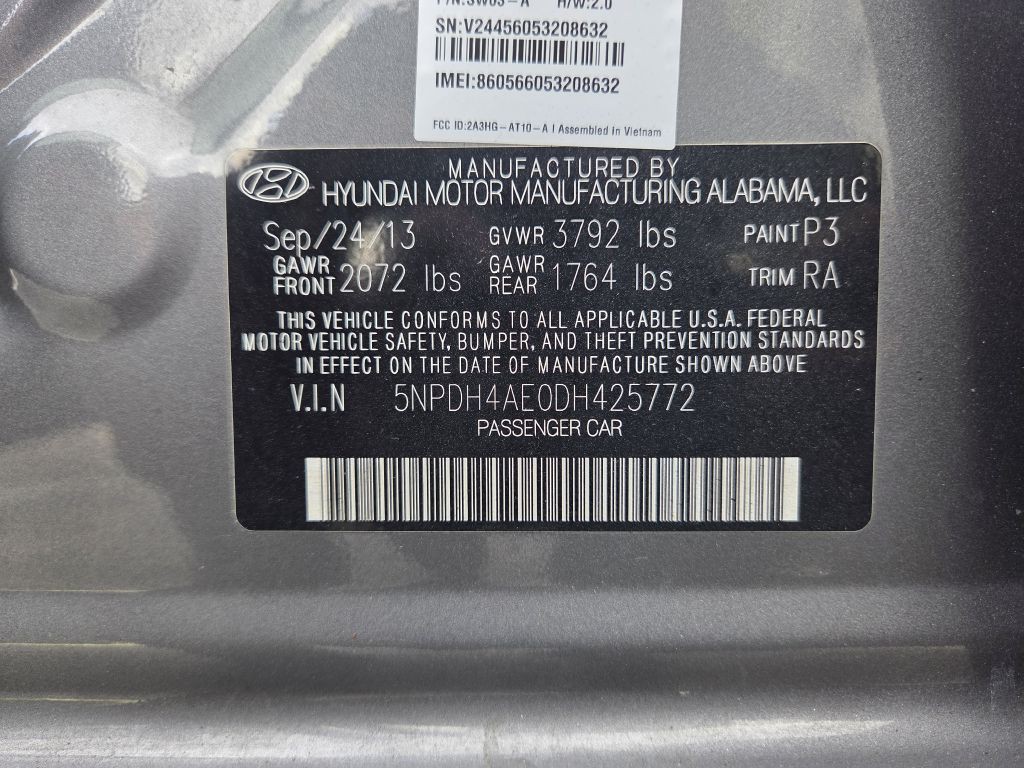 P/N:SW03-A H/W:2.0
SN:V24456053208632
IMEI:860566053208632
FCC ID:2A3HG-AT10-A | Assembled in Vietnam
MANUFACTURED BY
HYUNDAI MOTOR MANUFACTURING ALABAMA, LLC
Sep/24/13 GVWR 3792 lbs PAINT P3
GAWR FRONT 2072 lbs GAWR REAR 1764 lbs TRIM RA
THIS VEHICLE CONFORMS TO ALL APPLICABLE U.S.A. FEDERAL
MOTOR VEHICLE SAFETY, BUMPER, AND THEFT PREVENTION STANDARDS
IN EFFECT ON THE DATE OF MANUFACTURE SHOWN ABOVE
V.I.N 5NPDH4AE0DH425772
PASSENGER CAR